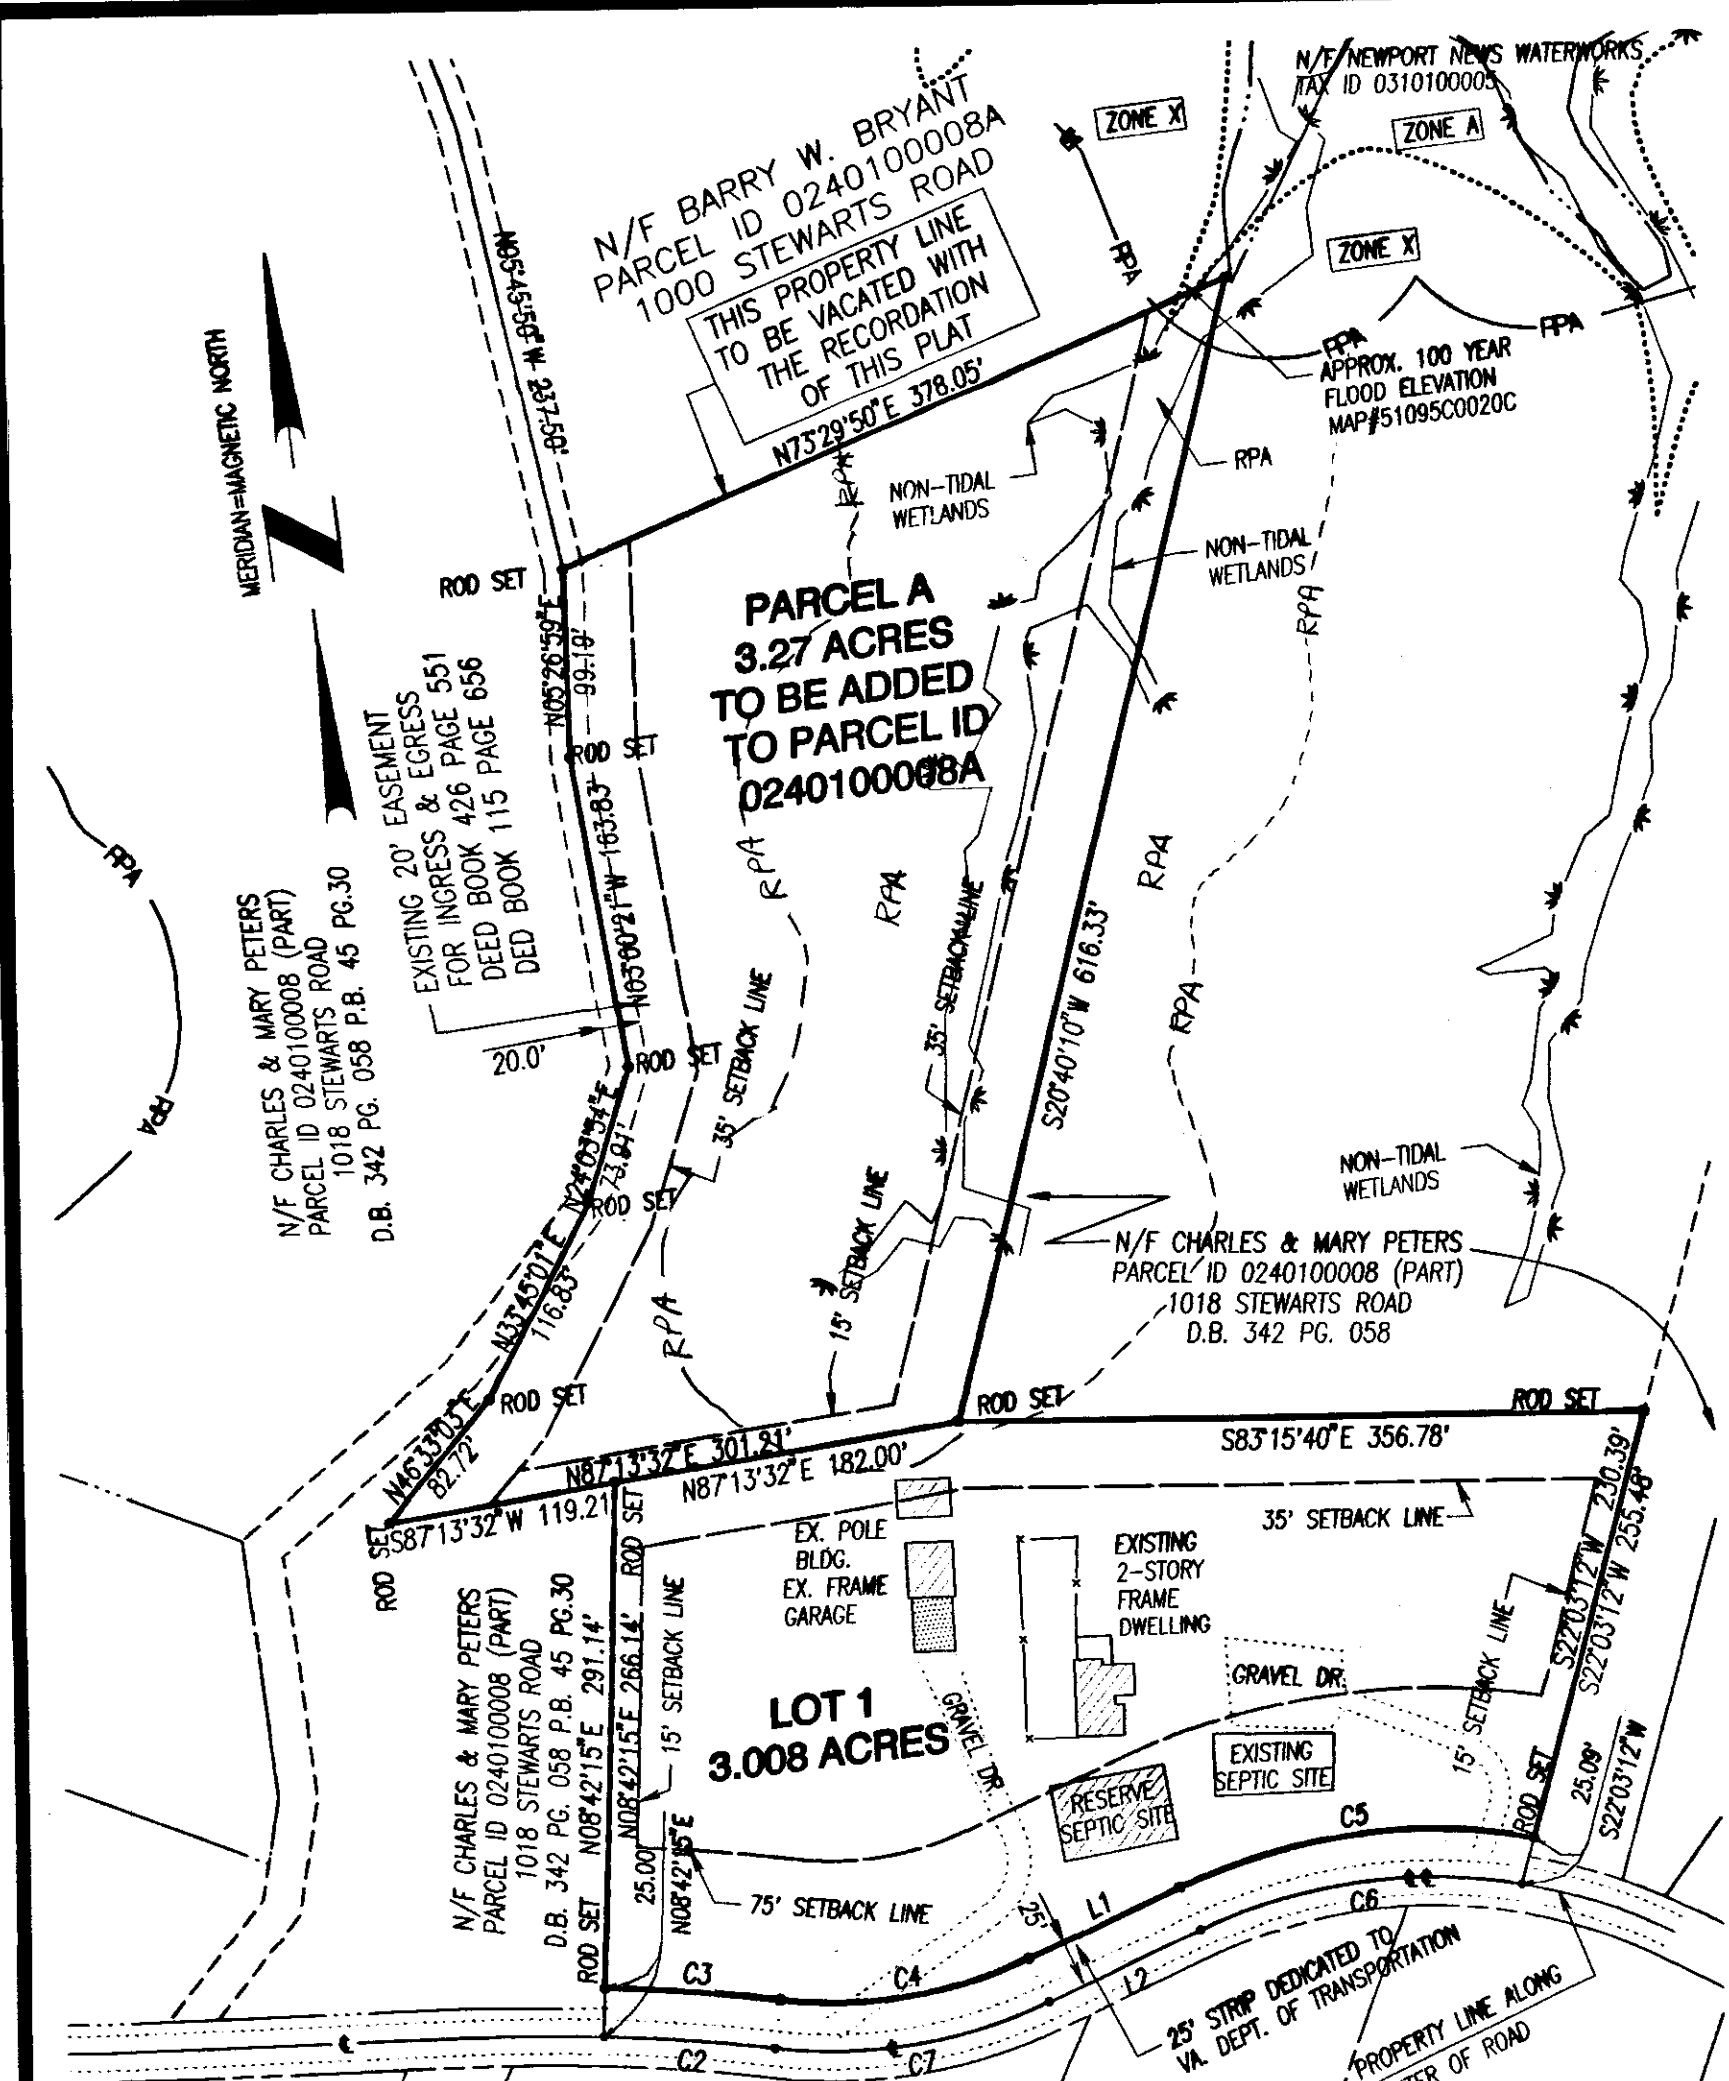 N/F NEWPORT NEWS WATERWORKS
TAX ID 0310100005
ZONE X
ZONE A
ZONE X
N/F BARRY W. BRYANT
PARCEL ID 0240100008A
1000 STEWARTS ROAD
THIS PROPERTY LINE
TO BE VACATED WITH
THE RECORDATION
OF THIS PLAT
N05°45'50"W 237.50'
N73°29'50"E 378.05'
MERIDIAN=MAGNETIC NORTH
RPA
RPA
RPA
APPROX. 100 YEAR
FLOOD ELEVATION
MAP#51095C0020C
RPA
RPA
NON-TIDAL
WETLANDS
NON-TIDAL
WETLANDS
RPA
ROD SET
N05°26'59"E
99.19'
PARCEL A
3.27 ACRES
TO BE ADDED
TO PARCEL ID
0240100008A
ROD SET
EXISTING 20' EASEMENT
FOR INGRESS & EGRESS
DEED BOOK 426 PAGE 551
DED BOOK 115 PAGE 656
N03°00'21"W 163.83'
20.0'
RPA
RPA
RPA
RPA
RPA
RPA
RPA
N/F CHARLES & MARY PETERS
PARCEL ID 0240100008 (PART)
1018 STEWARTS ROAD
D.B. 342 PG. 058 P.B. 45 PG.30
ROD SET
35' SETBACK LINE
35' SETBACK LINE
S20°40'10"W 616.33'
N24°03'54"E
73.91'
ROD SET
15' SETBACK LINE
NON-TIDAL
WETLANDS
N/F CHARLES & MARY PETERS
PARCEL ID 0240100008 (PART)
1018 STEWARTS ROAD
D.B. 342 PG. 058
N33°45'01"E
116.83'
RPA
ROD SET
N46°33'03"E
82.72'
ROD SET
ROD SET
ROD SET
S83°15'40"E 356.78'
N87°13'32"E 301.21'
N87°13'32"E 182.00'
S87°13'32"W 119.21'
ROD SET
35' SETBACK LINE
S22°03'12"W 230.39'
S22°03'12"W 255.48'
EX. POLE
BLDG.
EX. FRAME
GARAGE
EXISTING
2-STORY
FRAME
DWELLING
N/F CHARLES & MARY PETERS
PARCEL ID 0240100008 (PART)
1018 STEWARTS ROAD
D.B. 342 PG. 058 P.B. 45 PG.30
ROD SET N08°42'15"E 291.14'
N08°42'15"E 266.14'
15' SETBACK LINE
LOT 1
3.008 ACRES
GRAVEL DR.
GRAVEL DR
15' SETBACK LINE
EXISTING
SEPTIC SITE
RESERVE
SEPTIC SITE
ROD SET
25.09'
S22°03'12"W
25.00'
N08°42'15"E
75' SETBACK LINE
C5
L1
25'
C6
C3
C4
L2
C2
C7
25' STRIP DEDICATED TO
VA. DEPT. OF TRANSPORTATION
PROPERTY LINE ALONG
OF ROAD